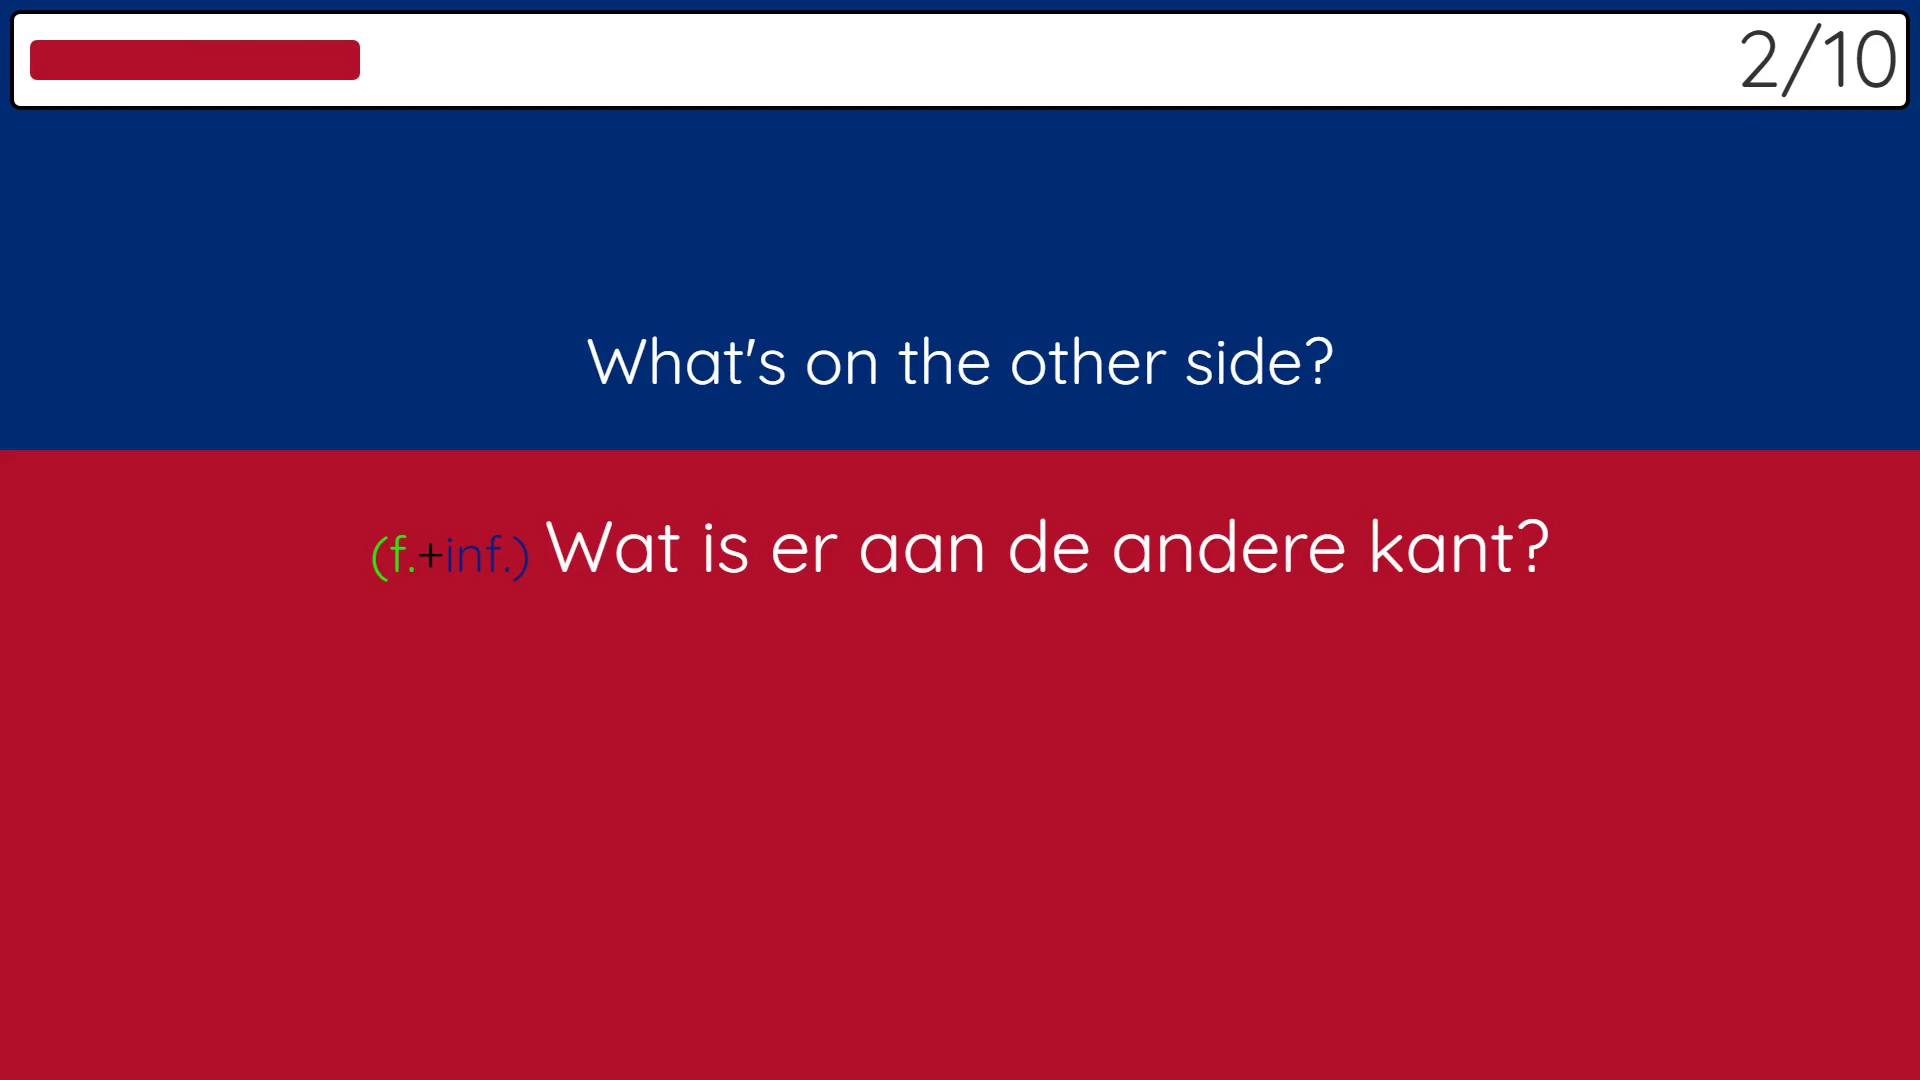 2/10
What's on the other side?
(f.+inf.) Wat is er aan de andere kant?